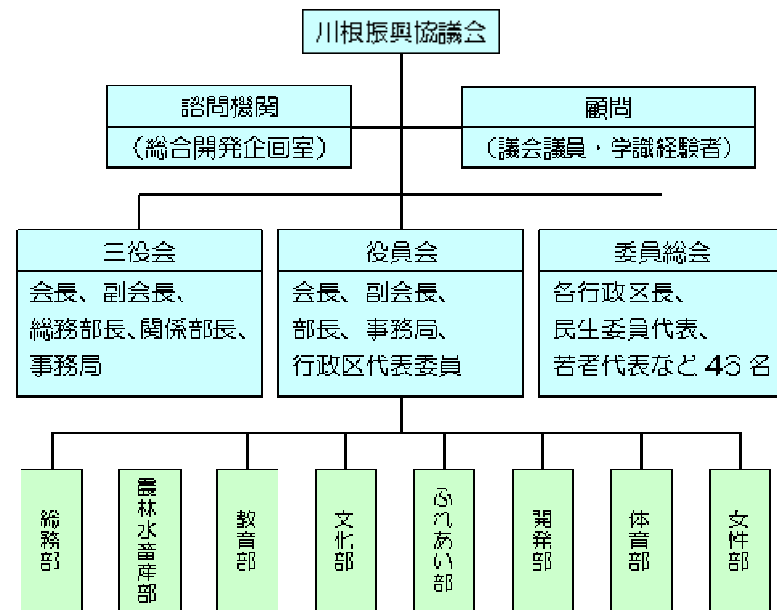 川根振興協議会
諮問機関
（総合開発企画室）
顧問
（議会議員・学識経験者）
三役会
会長、副会長、
総務部長、関係部長、
事務局
役員会
会長、副会長、
部長、事務局、
行政区代表委員
委員総会
各行政区長、
民生委員代表、
若者代表など46名
総務部
農林水畜産部
教育部
文化部
ふれあい部
開発部
体育部
女性部